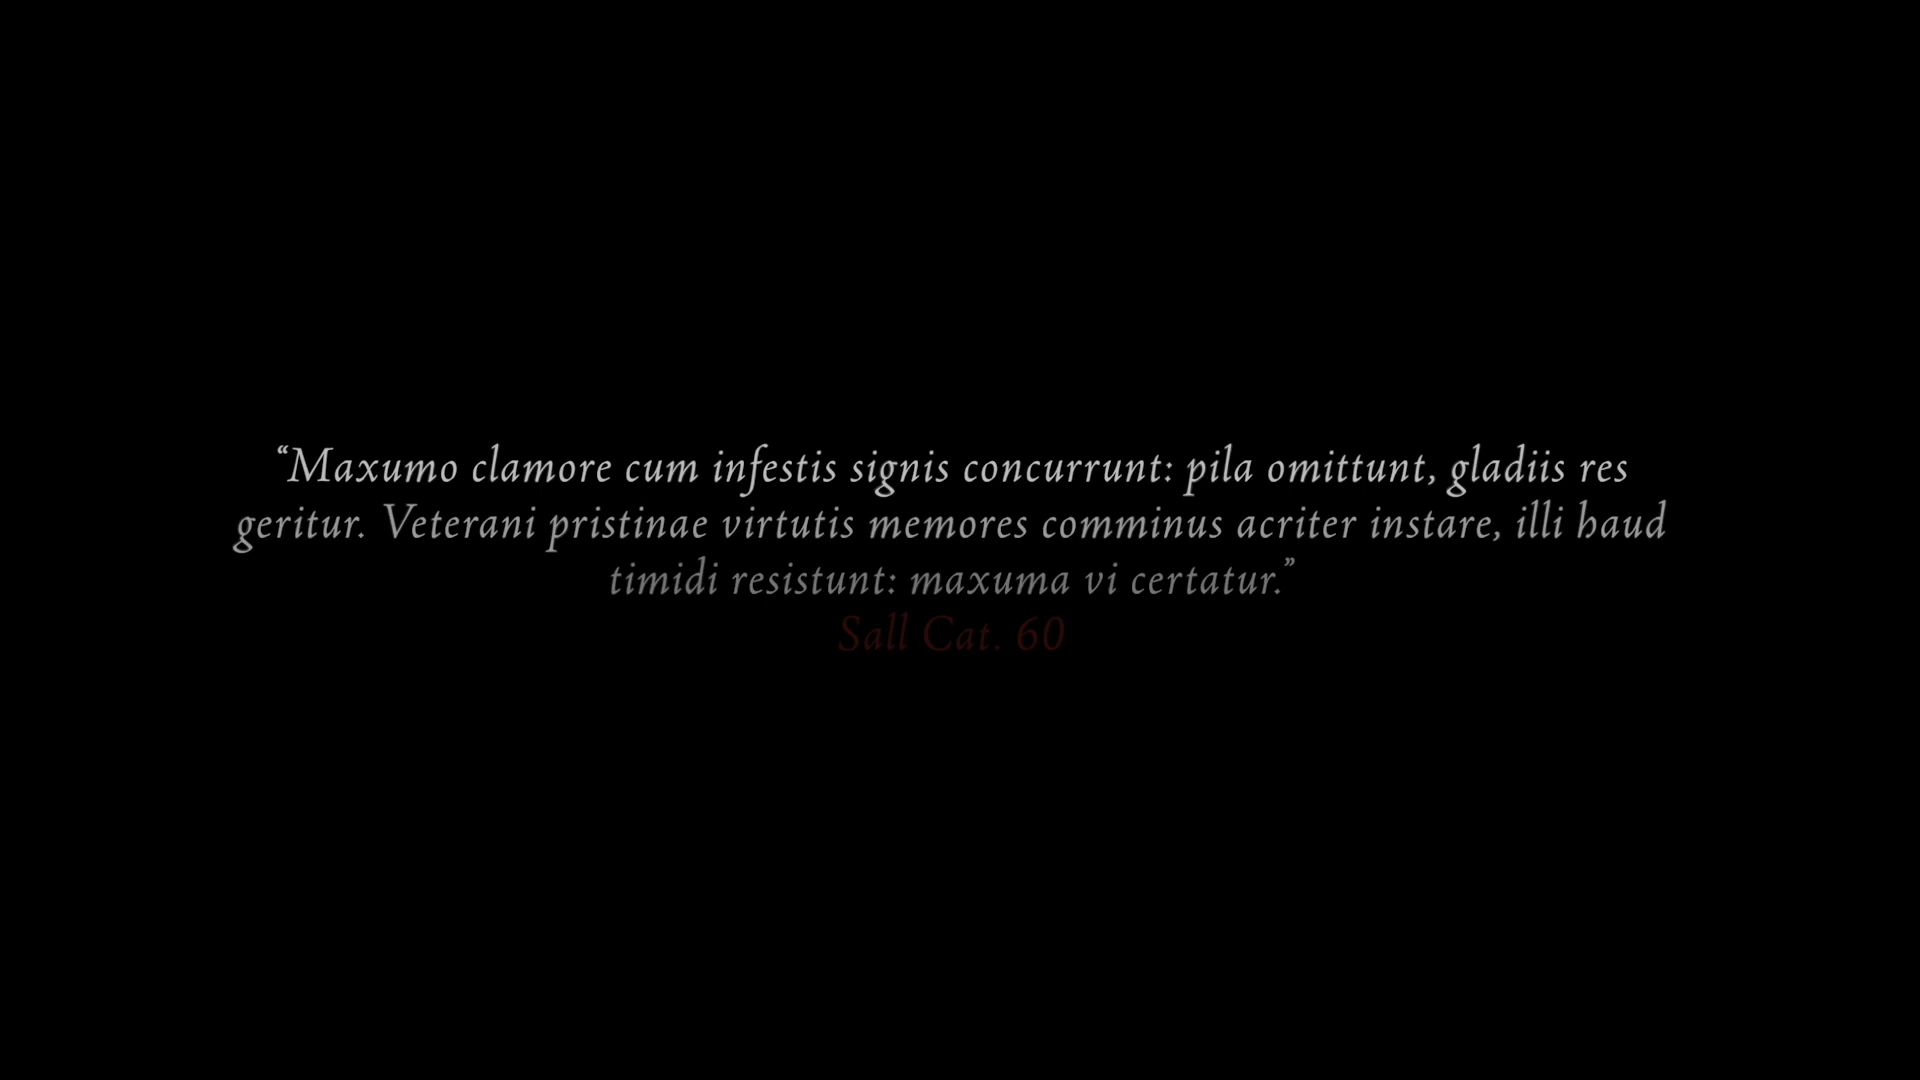 “Maxumo clamore cum infestis signis concurrunt: pila omittunt, gladiis res
geritur. Veterani pristinae virtutis memores comminus acriter instare, illi haud
timidi resistunt: maxuma vi certatur.”
Sall Cat. 60